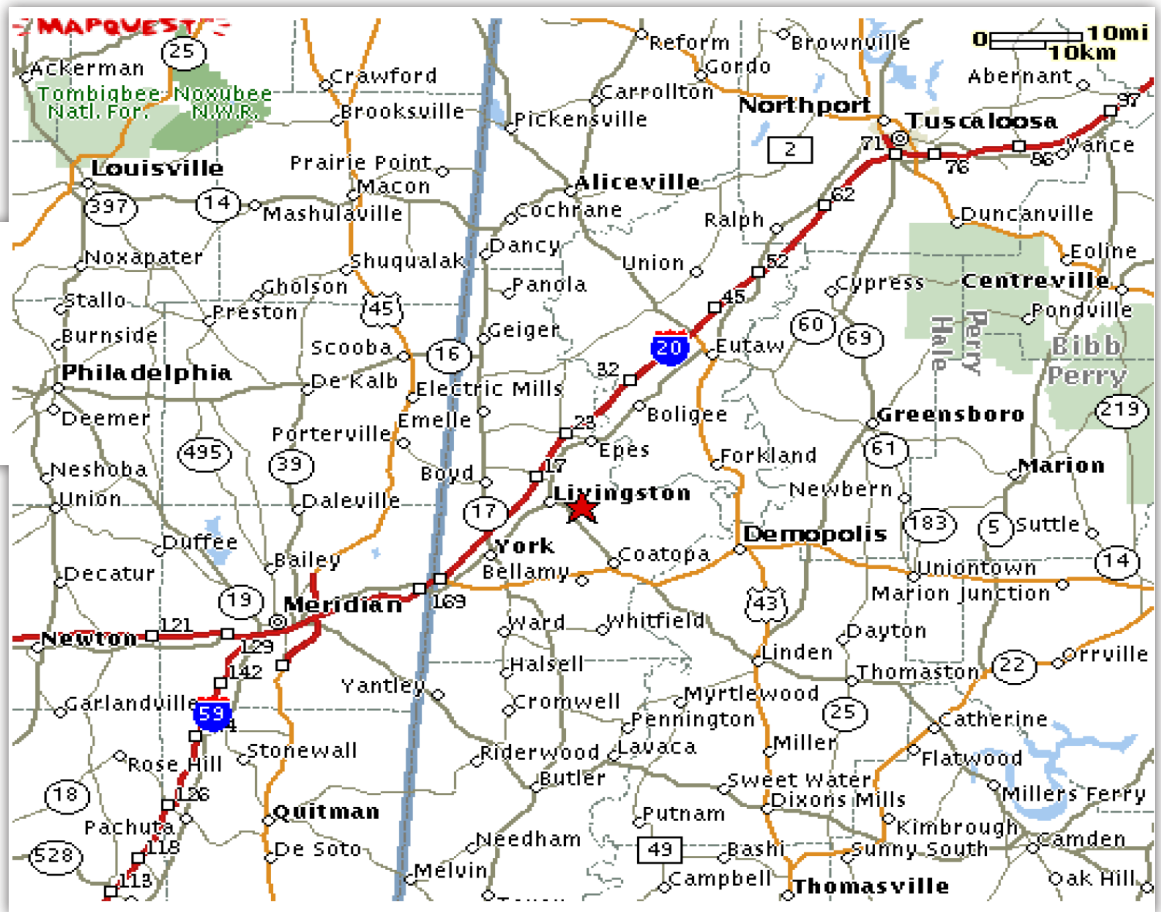 MAPQUEST
25
Reform
Brownville
0 10mi
10km
Ackerman
Crawford
Gordo
Abernant
Tombigbee
Natl. For.
Noxubee
N.W.R.
Carrollton
Northport
97
Brooksville
Pickensville
Tuscaloosa
2
71
76
86
Vance
Louisville
Prairie Point
Macon
Aliceville
62
397
14
Mashulaville
Cochrane
Ralph
Duncanville
Noxapater
Shuqualak
Dancy
Union
52
Eoline
Stallo
Gholson
Panola
Cypress
Centreville
Preston
45
45
Pondville
Burnside
Geiger
60
69
Perry
Hale
Bibb
Perry
Scooba
16
20
Eutaw
Philadelphia
De Kalb
Electric Mills
32
Deemer
Emelle
Boligee
Greensboro
219
Porterville
23
Epes
495
39
61
Neshoba
Boyd
17
Forkland
Marion
Union
Daleville
17
Livingston
Newbern
183
5
Suttle
Duffee
Bailey
York
Coatopa
Demopolis
14
Decatur
Bellamy
Uniontown
19
Meridian
169
43
Marion Junction
Newton
121
129
Ward
Whitfield
Dayton
142
Halsell
Linden
Thomaston
22
Orrville
Garlandville
Yantley
Cromwell
Myrtlewood
25
59
4
Pennington
Catherine
Rose Hill
Stonewall
Riderwood
Lavaca
Miller
Flatwood
18
126
Butler
Sweet Water
Millers Ferry
Pachuta
Quitman
Putnam
Dixons Mills
Kimbrough
528
118
De Soto
Needham
49
Bashi
Sunny South
Camden
113
Melvin
Campbell
Thomasville
Oak Hill